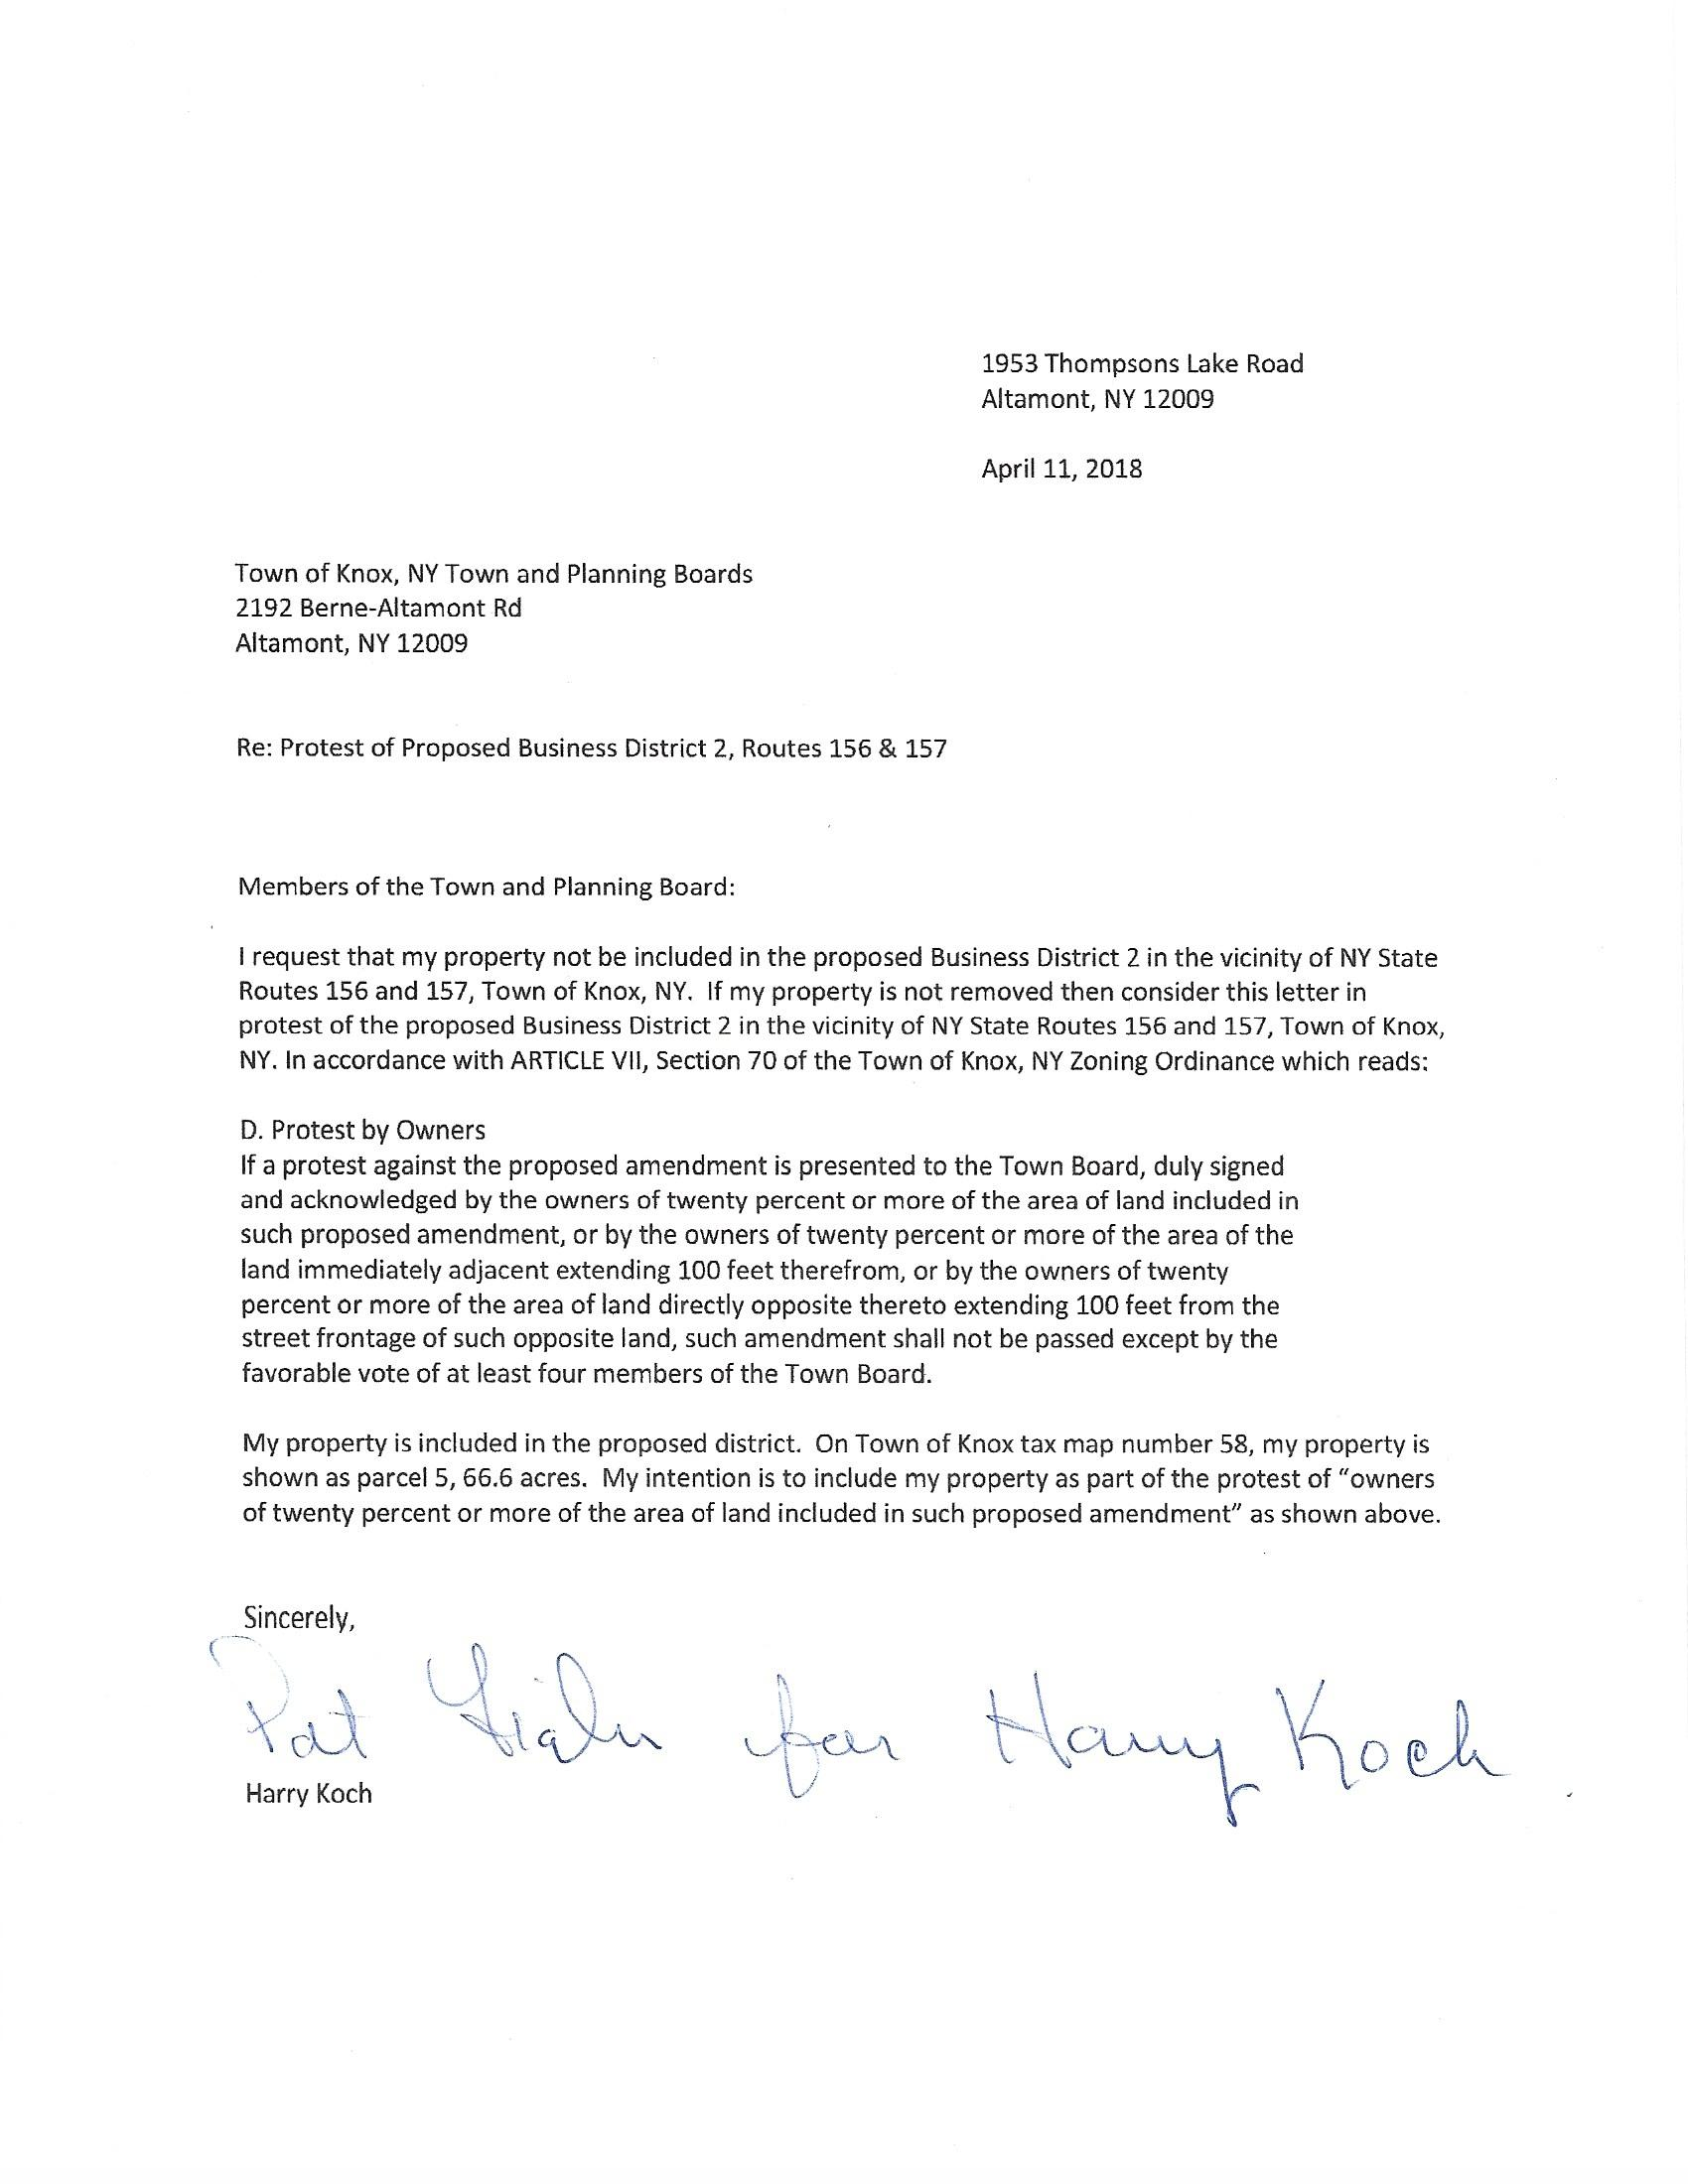 1953 Thompsons Lake Road
Altamont, NY 12009
April 11, 2018
Town of Knox, NY Town and Planning Boards
2192 Berne-Altamont Rd
Altamont, NY 12009
Re: Protest of Proposed Business District 2, Routes 156 & 157
Members of the Town and Planning Board:
I request that my property not be included in the proposed Business District 2 in the vicinity of NY State
Routes 156 and 157, Town of Knox, NY.  If my property is not removed then consider this letter in
protest of the proposed Business District 2 in the vicinity of NY State Routes 156 and 157, Town of Knox,
NY. In accordance with ARTICLE VII, Section 70 of the Town of Knox, NY Zoning Ordinance which reads:
D. Protest by Owners
If a protest against the proposed amendment is presented to the Town Board, duly signed
and acknowledged by the owners of twenty percent or more of the area of land included in
such proposed amendment, or by the owners of twenty percent or more of the area of the
land immediately adjacent extending 100 feet therefrom, or by the owners of twenty
percent or more of the area of land directly opposite thereto extending 100 feet from the
street frontage of such opposite land, such amendment shall not be passed except by the
favorable vote of at least four members of the Town Board.
My property is included in the proposed district.  On Town of Knox tax map number 58, my property is
shown as parcel 5, 66.6 acres.  My intention is to include my property as part of the protest of “owners
of twenty percent or more of the area of land included in such proposed amendment” as shown above.
Sincerely,
Pat for Harry Koch
Harry Koch